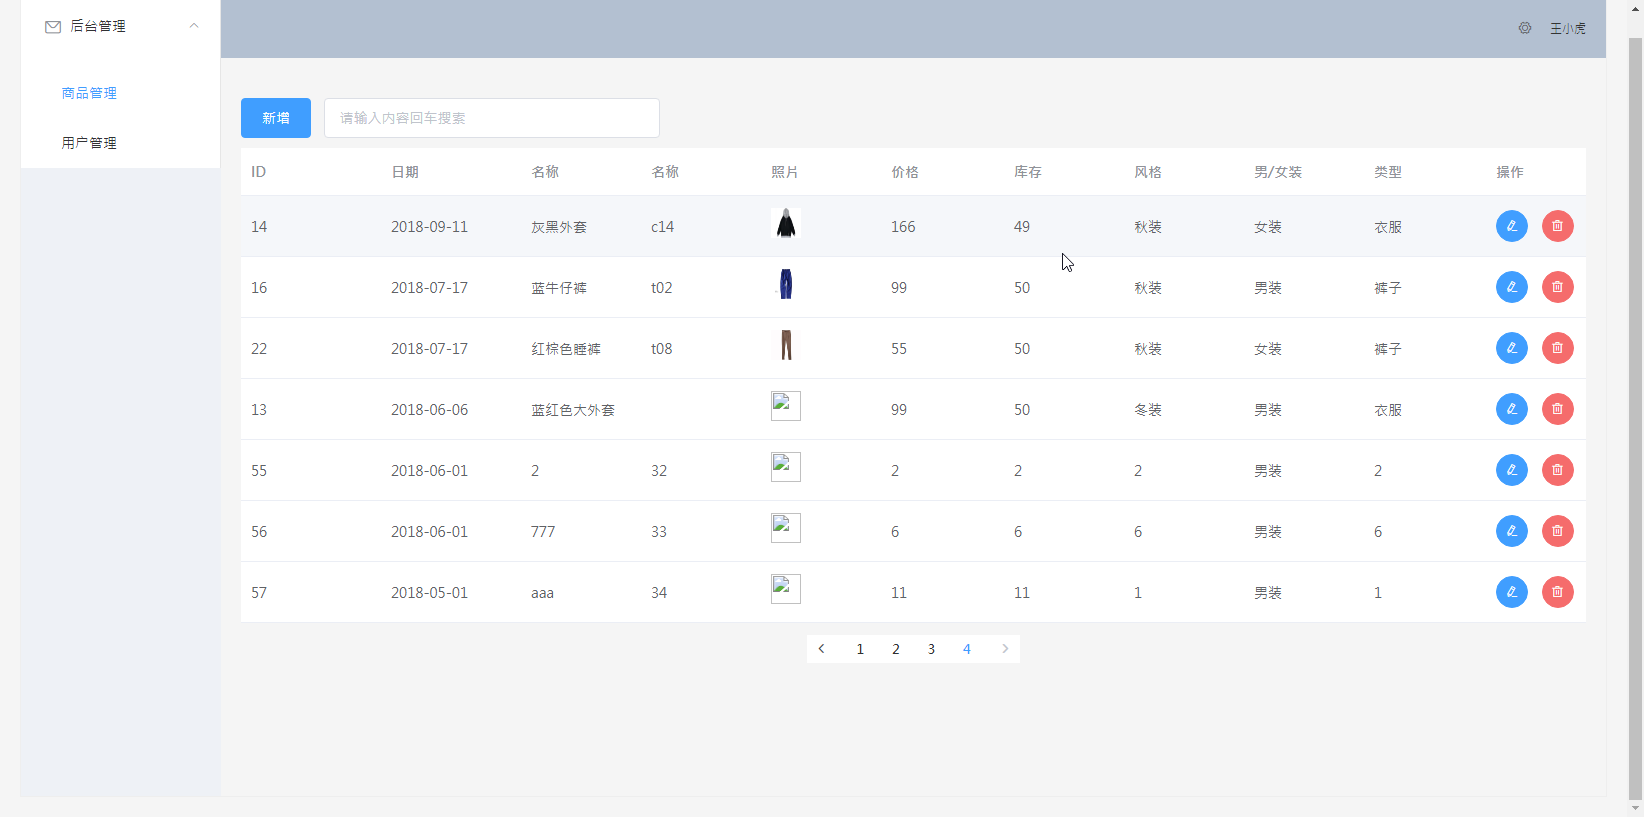 后台管理
王小虎
商品管理
用户管理
新增 请输入内容回车搜索
ID 日期 名称 名称 照片 价格 库存 风格 男/女装 类型 操作
14 2018-09-11 灰黑外套 c14 166 49 秋装 女装 衣服
16 2018-07-17 蓝牛仔裤 t02 99 50 秋装 男装 裤子
22 2018-07-17 红棕色睡裤 t08 55 50 秋装 女装 裤子
13 2018-06-06 蓝红色大外套 99 50 冬装 男装 衣服
55 2018-06-01 2 32 2 2 2 男装 2
56 2018-06-01 777 33 6 6 6 男装 6
57 2018-05-01 aaa 34 11 11 1 男装 1
1 2 3 4